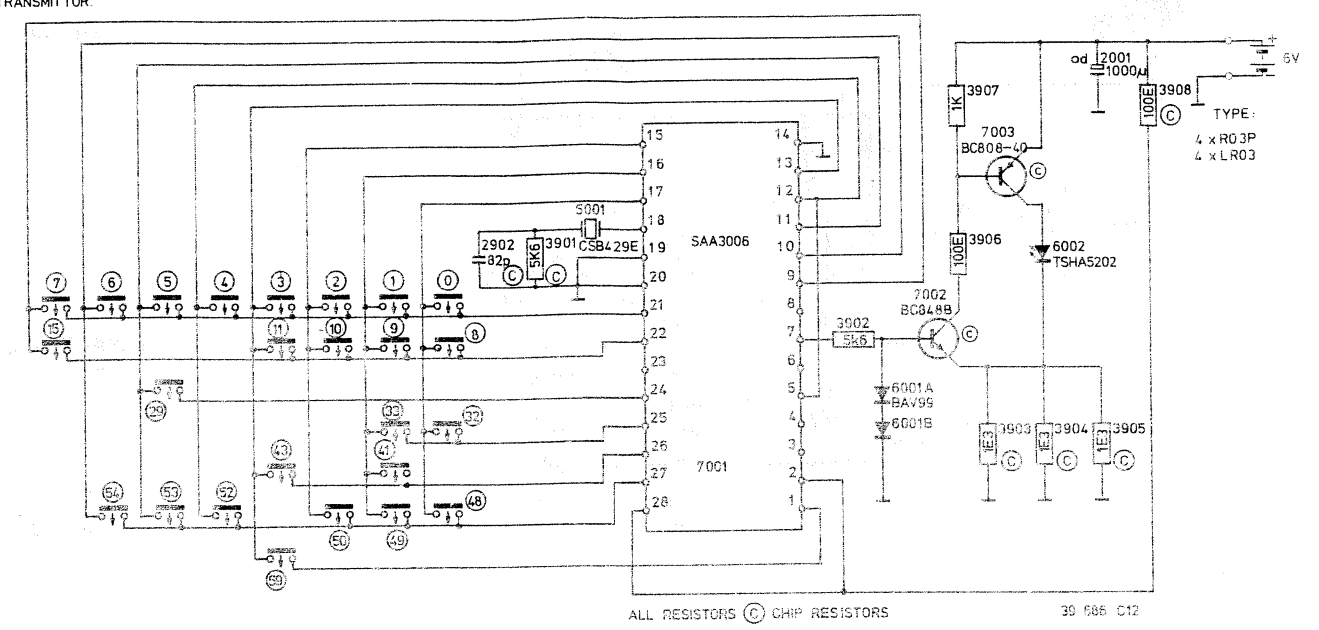 TRANSMITTOR.
od 2001
1000µ
+
6V
3907
1K
3908
100E
C
TYPE:
4 x R03P
4 x LR03
7003
BC808-40
C
15
14
16
13
17
12
S001
18
11
CSB429E
SAA3006
2902
82p
3901
5K6
C
C
19
10
3906
100E
6002
TSHA5202
20
9
7 6 5 4 3 2 1 0
21
8
7002
BC848B
C
15 11 10 9 8
22
7
3902
5k6
23
6
29
24
5
6001A
BAV99
33 32
25
4
6001B
3903
1E3
C
3904
1E3
C
3905
1E3
C
43 41
26
3
7001
27
2
54 53 52 50 49 48
28
1
59
ALL RESISTORS C CHIP RESISTORS
39 686 C12